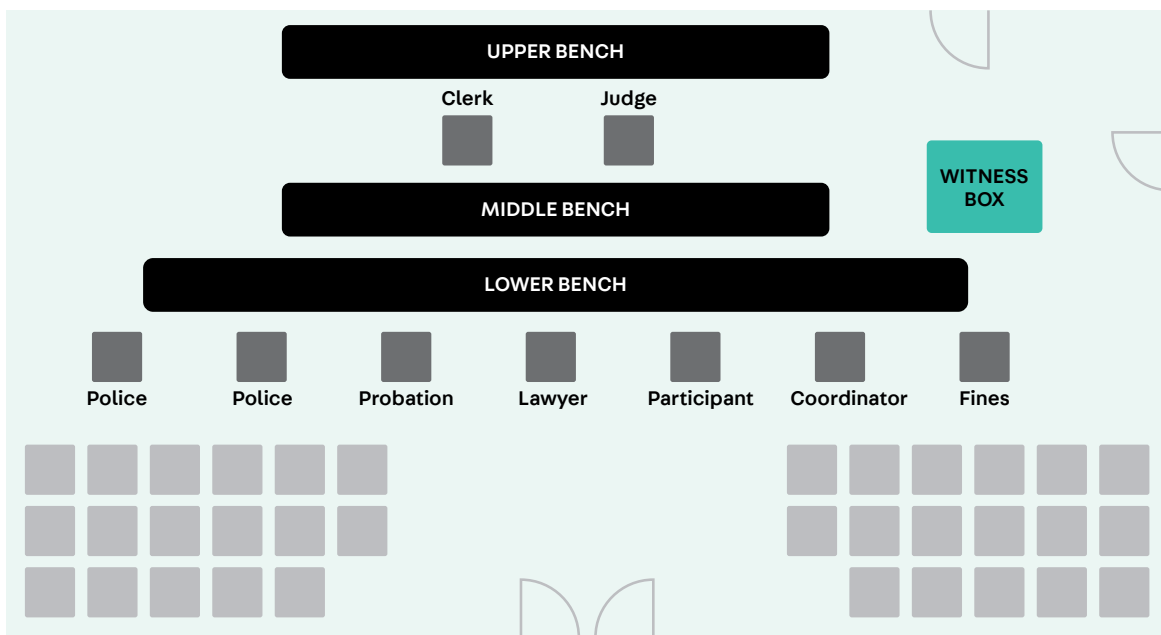 UPPER BENCH
Clerk Judge
WITNESS
BOX
MIDDLE BENCH
LOWER BENCH
Police Police Probation Lawyer Participant Coordinator Fines